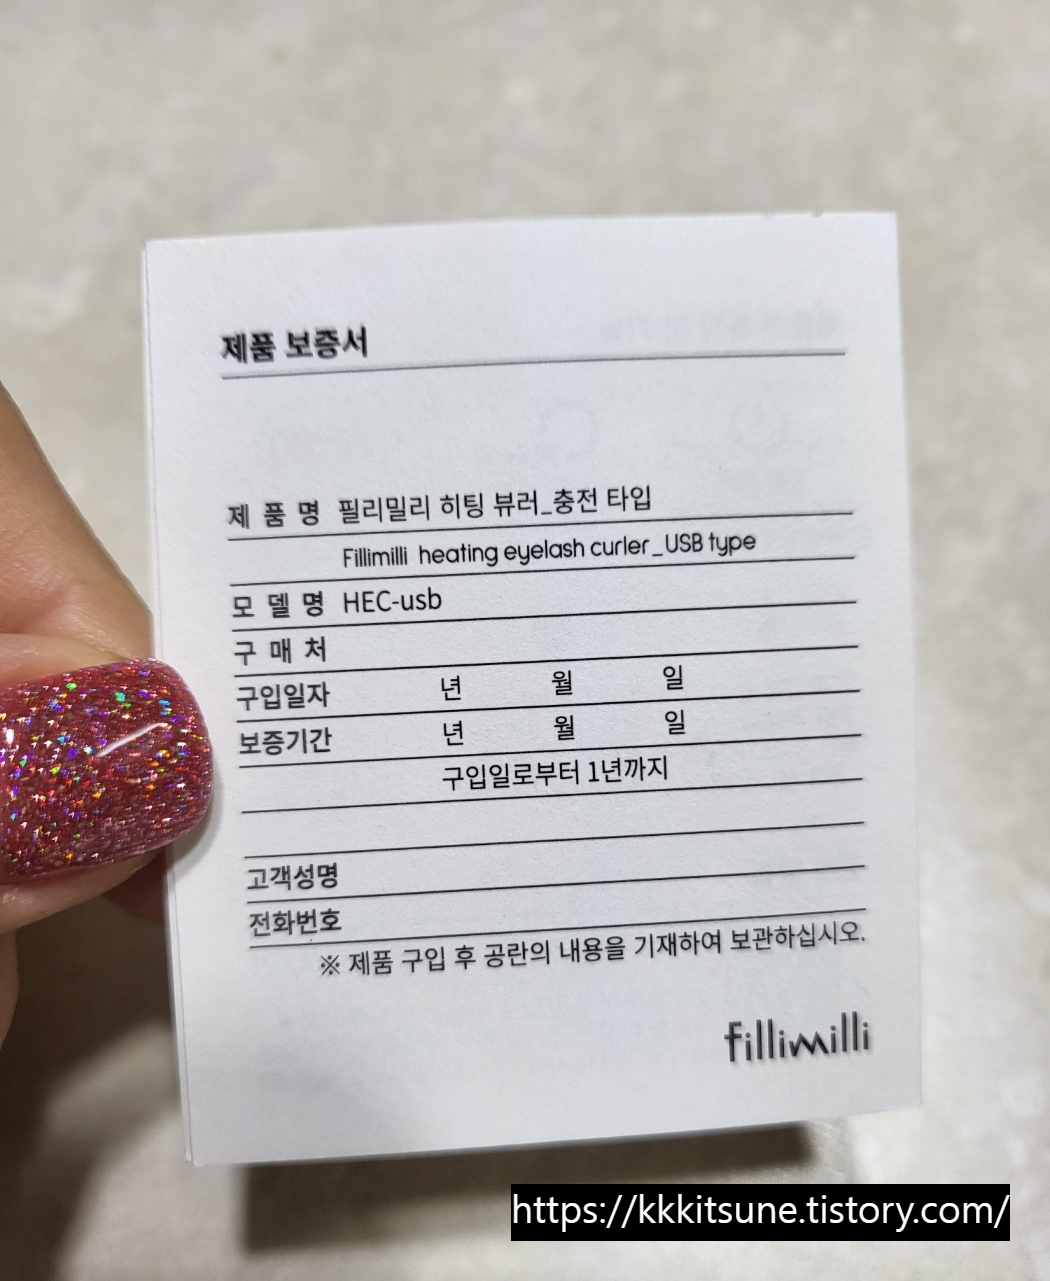 제품 보증서
제 품 명 필리밀리 히팅 뷰러_충전 타입
Fillimilli heating eyelash curler_USB type
모 델 명 HEC-usb
구 매 처
구입일자 년 월 일
보증기간 년 월 일
구입일로부터 1년까지
고객성명
전화번호
※ 제품 구입 후 공란의 내용을 기재하여 보관하십시오.
fillimilli
https://kkkitsune.tistory.com/